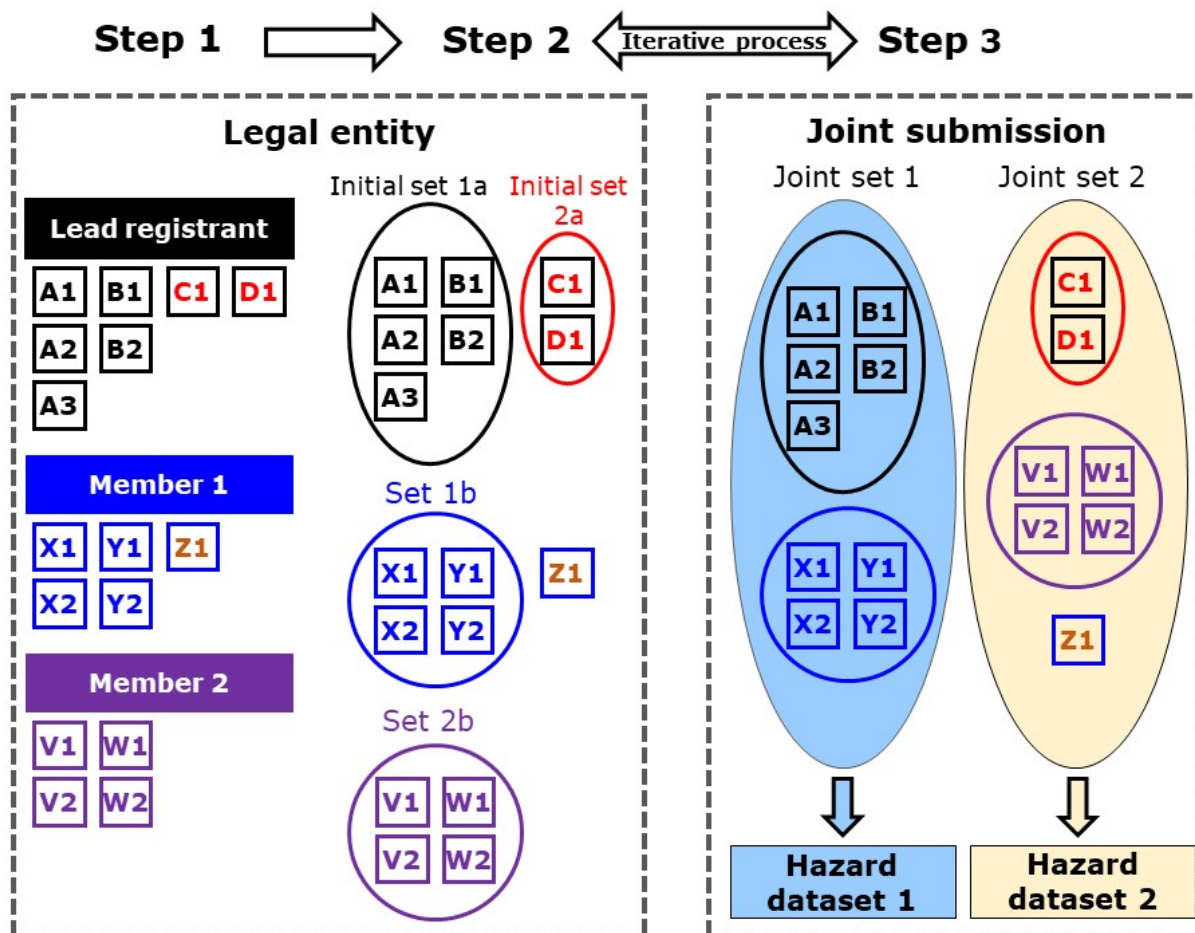 Step 1
Step 2
Iterative process
Step 3
Legal entity
Lead registrant
A1 B1 C1 D1
A2 B2
A3
Member 1
X1 Y1 Z1
X2 Y2
Member 2
V1 W1
V2 W2
Initial set 1a
A1 B1
A2 B2
A3
Initial set
2a
C1
D1
Set 1b
X1 Y1
X2 Y2
Z1
Set 2b
V1 W1
V2 W2
Joint submission
Joint set 1
A1 B1
A2 B2
A3
X1 Y1
X2 Y2
Hazard
dataset 1
Joint set 2
C1
D1
V1 W1
V2 W2
Z1
Hazard
dataset 2